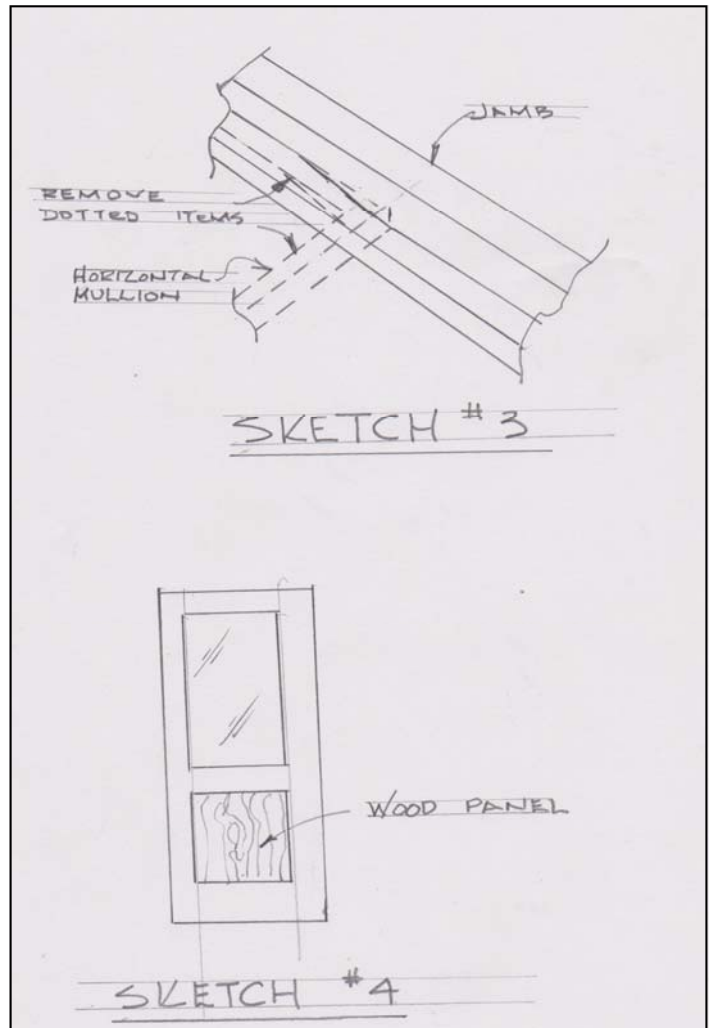 JAMB
REMOVE
DOTTED ITEMS
HORIZONTAL
MULLION
SKETCH #3
WOOD PANEL
SKETCH #4